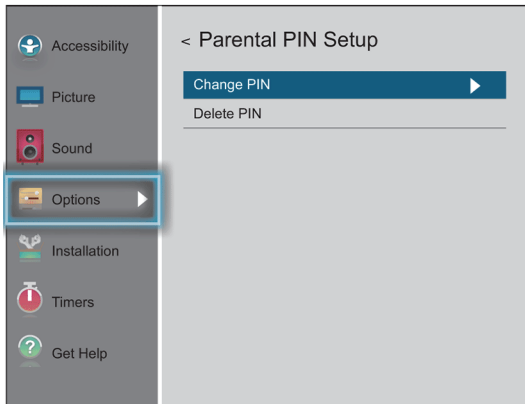 Accessibility
Picture
Sound
Options
Installation
Timers
? Get Help
< Parental PIN Setup
Change PIN
Delete PIN